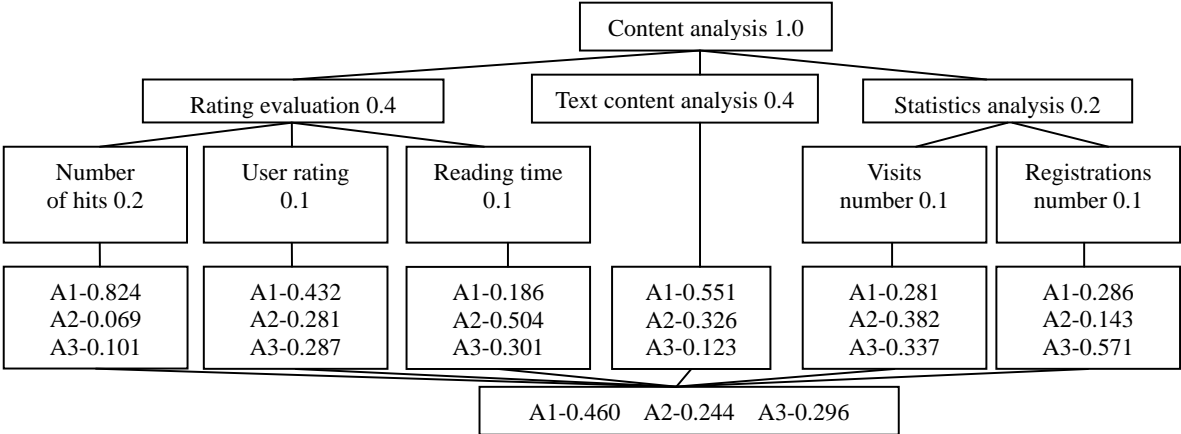 Content analysis 1.0
Rating evaluation 0.4
Text content analysis 0.4
Statistics analysis 0.2
Number
of hits 0.2
User rating
0.1
Reading time
0.1
Visits
number 0.1
Registrations
number 0.1
A1-0.824
A2-0.069
A3-0.101
A1-0.432
A2-0.281
A3-0.287
A1-0.186
A2-0.504
A3-0.301
A1-0.551
A2-0.326
A3-0.123
A1-0.281
A2-0.382
A3-0.337
A1-0.286
A2-0.143
A3-0.571
A1-0.460 A2-0.244 A3-0.296